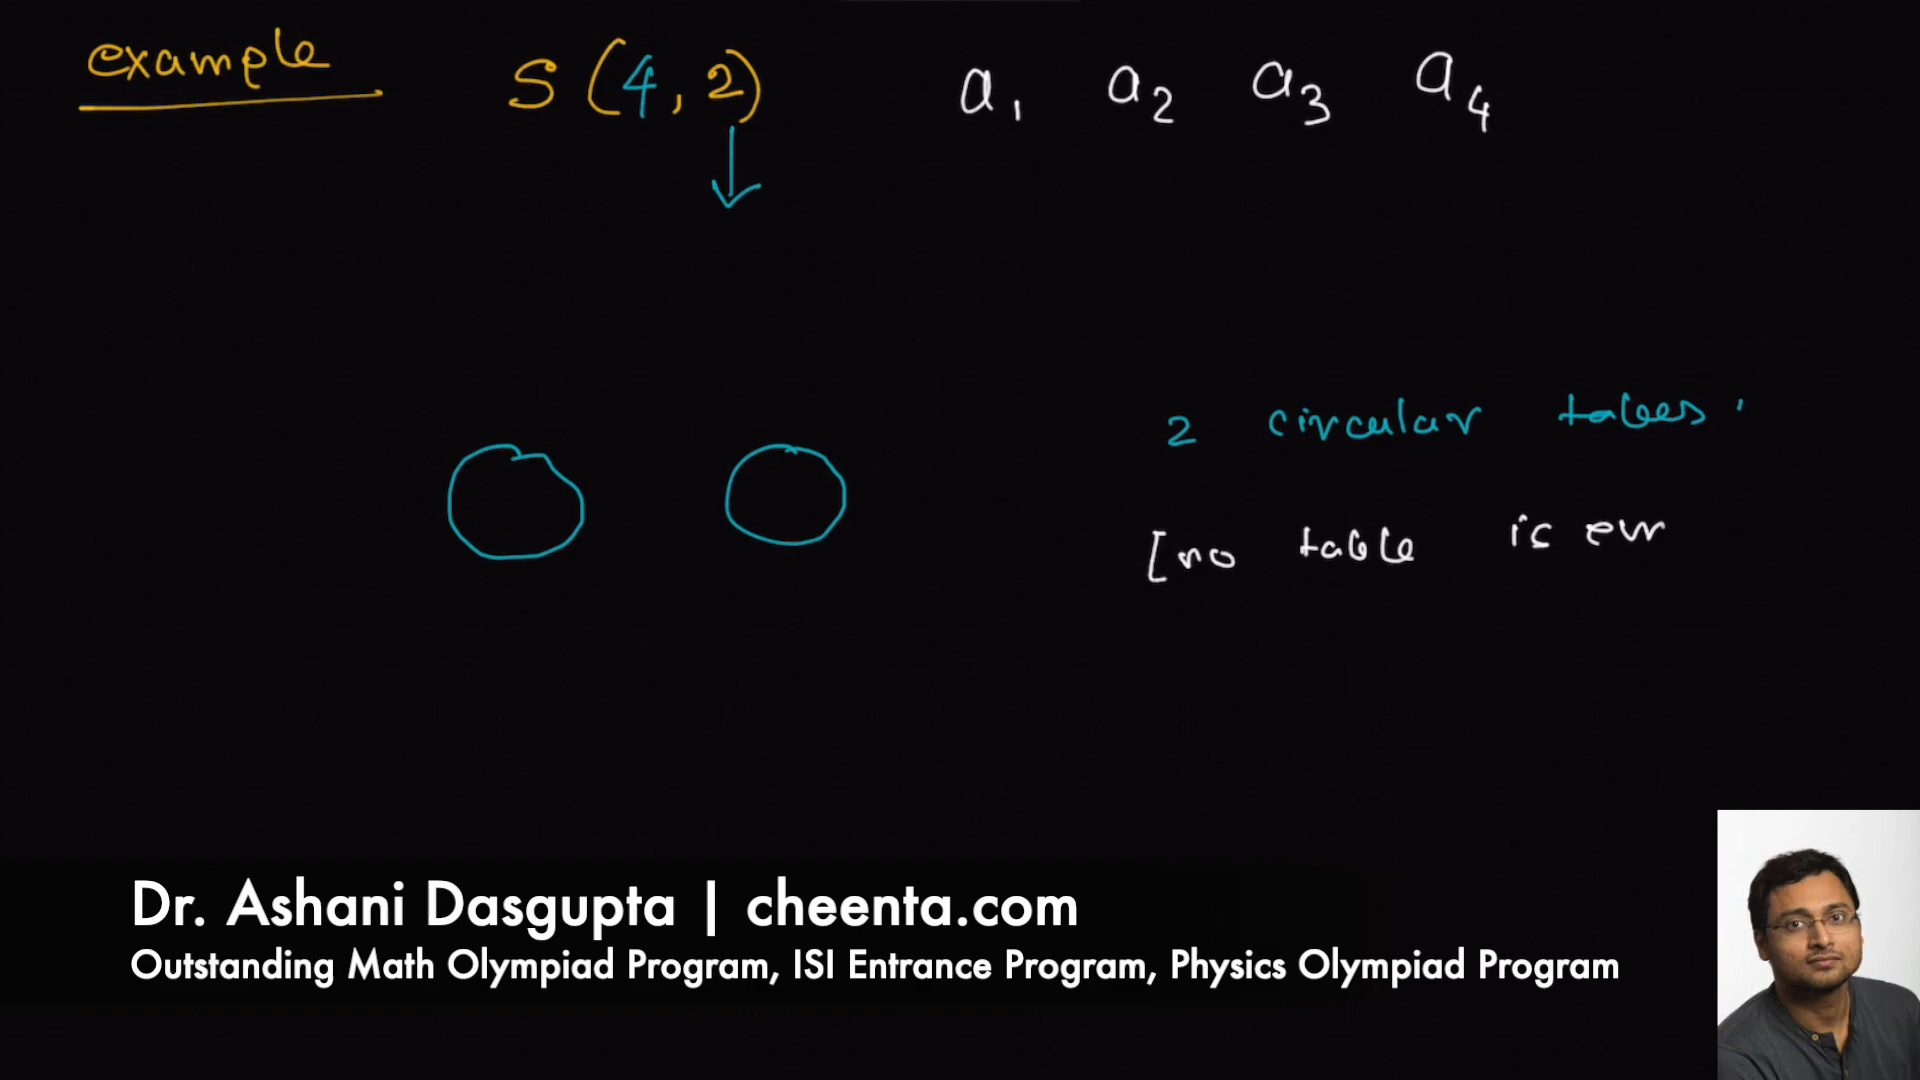 example S (4, 2) a1 a2 a3 a4
2 circular tables.
[no table is em
Dr. Ashani Dasgupta | cheenta.com
Outstanding Math Olympiad Program, ISI Entrance Program, Physics Olympiad Program